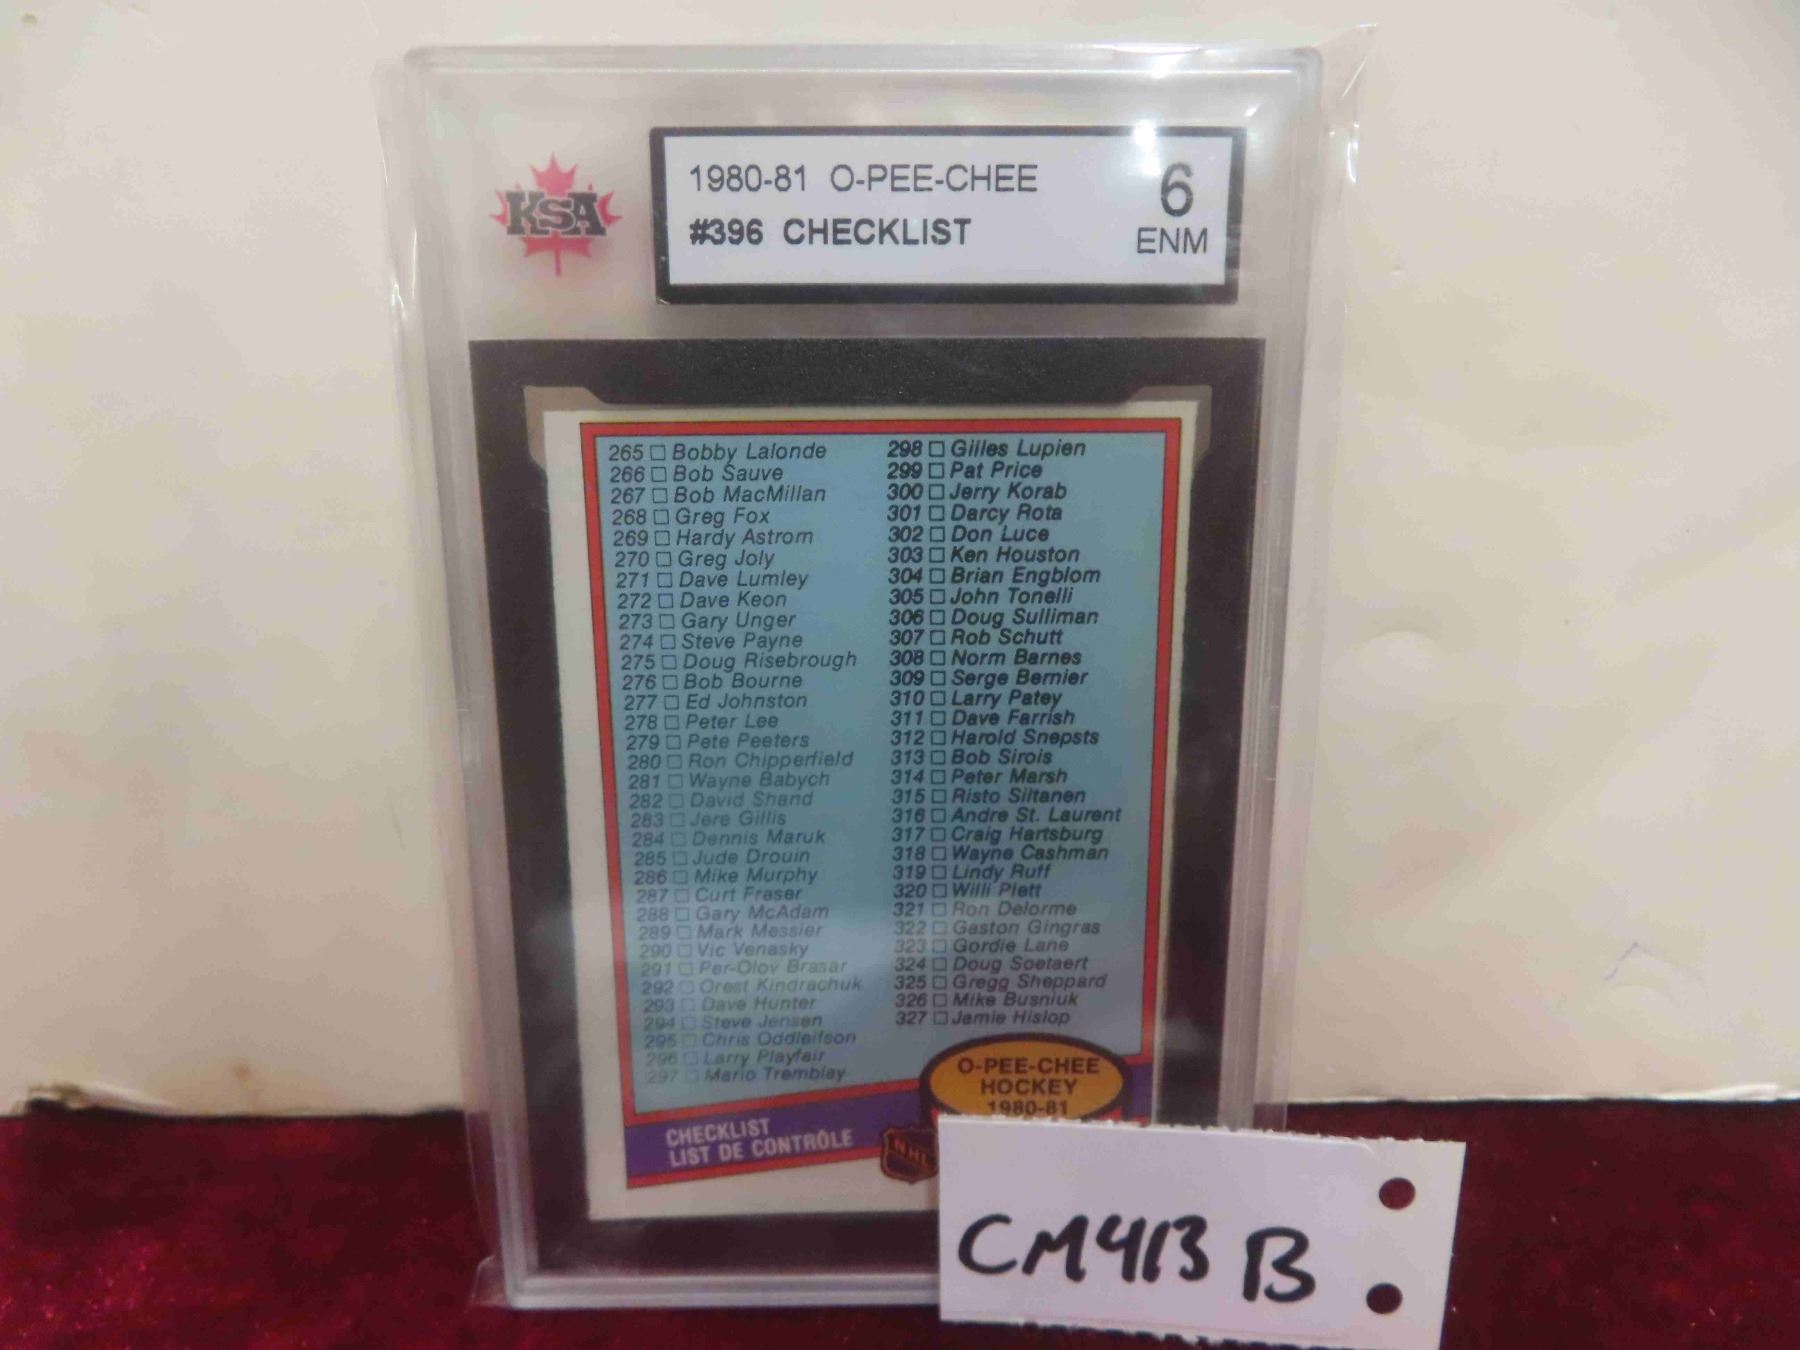 KSA
1980-81 O-PEE-CHEE
#396 CHECKLIST
6
ENM
265 Bobby Lalonde
266 Bob Sauve
267 Bob MacMillan
268 Greg Fox
269 Hardy Astrom
270 Greg Joly
271 Dave Lumley
272 Dave Keon
273 Gary Unger
274 Steve Payne
275 Doug Risebrough
276 Bob Bourne
277 Ed Johnston
278 Peter Lee
279 Pete Peeters
280 Ron Chipperfield
281 Wayne Babych
282 David Shand
283 Jere Gillis
284 Dennis Maruk
285 Jude Drouin
286 Mike Murphy
287 Curt Fraser
288 Gary McAdam
289 Mark Messier
290 Vic Venasky
291 Per-Olov Brasar
292 Orest Kindrachuk
293 Dave Hunter
294 Steve Jensen
295 Chris Oddleifson
296 Larry Playfair
297 Mario Tremblay
298 Gilles Lupien
299 Pat Price
300 Jerry Korab
301 Darcy Rota
302 Don Luce
303 Ken Houston
304 Brian Engblom
305 John Tonelli
306 Doug Sulliman
307 Rob Schutt
308 Norm Barnes
309 Serge Bernier
310 Larry Patey
311 Dave Farrish
312 Harold Snepsts
313 Bob Sirois
314 Peter Marsh
315 Risto Siltanen
316 Andre St. Laurent
317 Craig Hartsburg
318 Wayne Cashman
319 Lindy Ruff
320 Willi Plett
321 Ron Delorme
322 Gaston Gingras
323 Gordie Lane
324 Doug Soetaert
325 Gregg Sheppard
326 Mike Busniuk
327 Jamie Hislop
O-PEE-CHEE
HOCKEY
1980-81
CHECKLIST
LIST DE CONTRÔLE
NHL
CM413 B